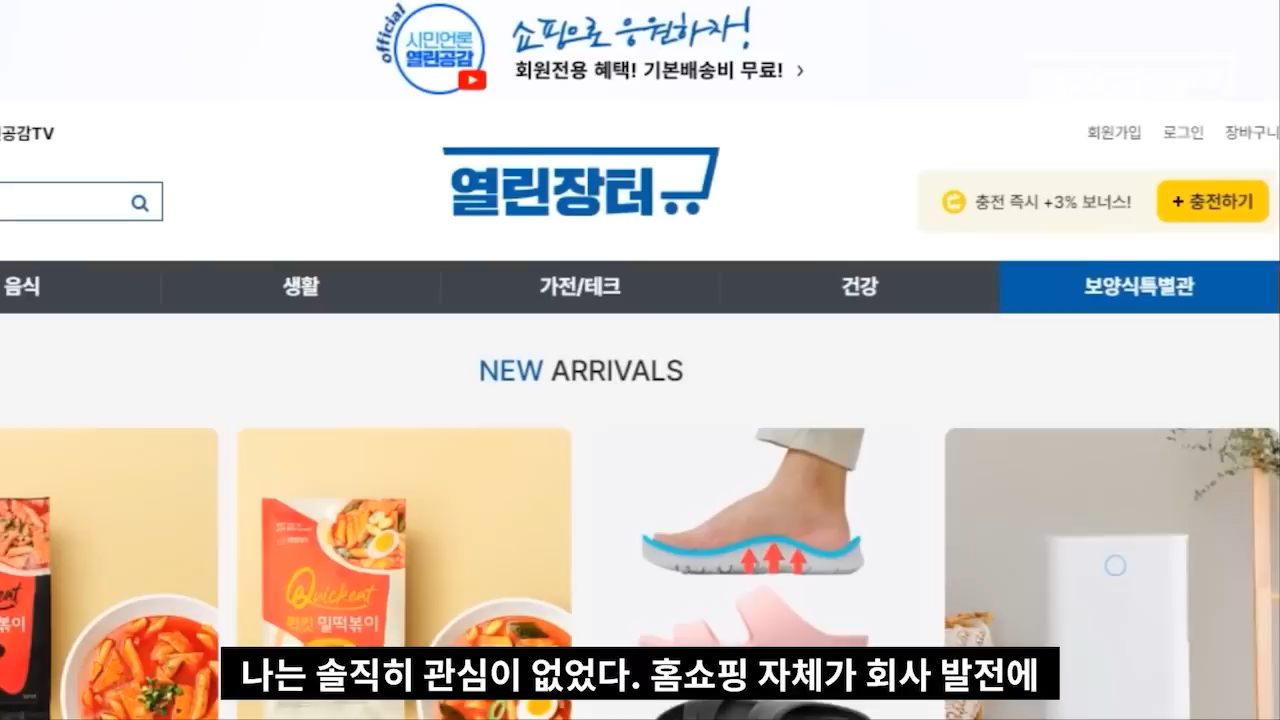 official
시민언론
열린공감
쇼핑으로 응원하자!
회원전용 혜택! 기본배송비 무료! >
공감TV
회원가입 로그인 장바구니
열린장터
충전 즉시 +3% 보너스!
+ 충전하기
음식 생활 가전/테크 건강 보양식특별관
NEW ARRIVALS
Quickeat
퀵잇 밀떡볶이
볶이
나는 솔직히 관심이 없었다. 홈쇼핑 자체가 회사 발전에